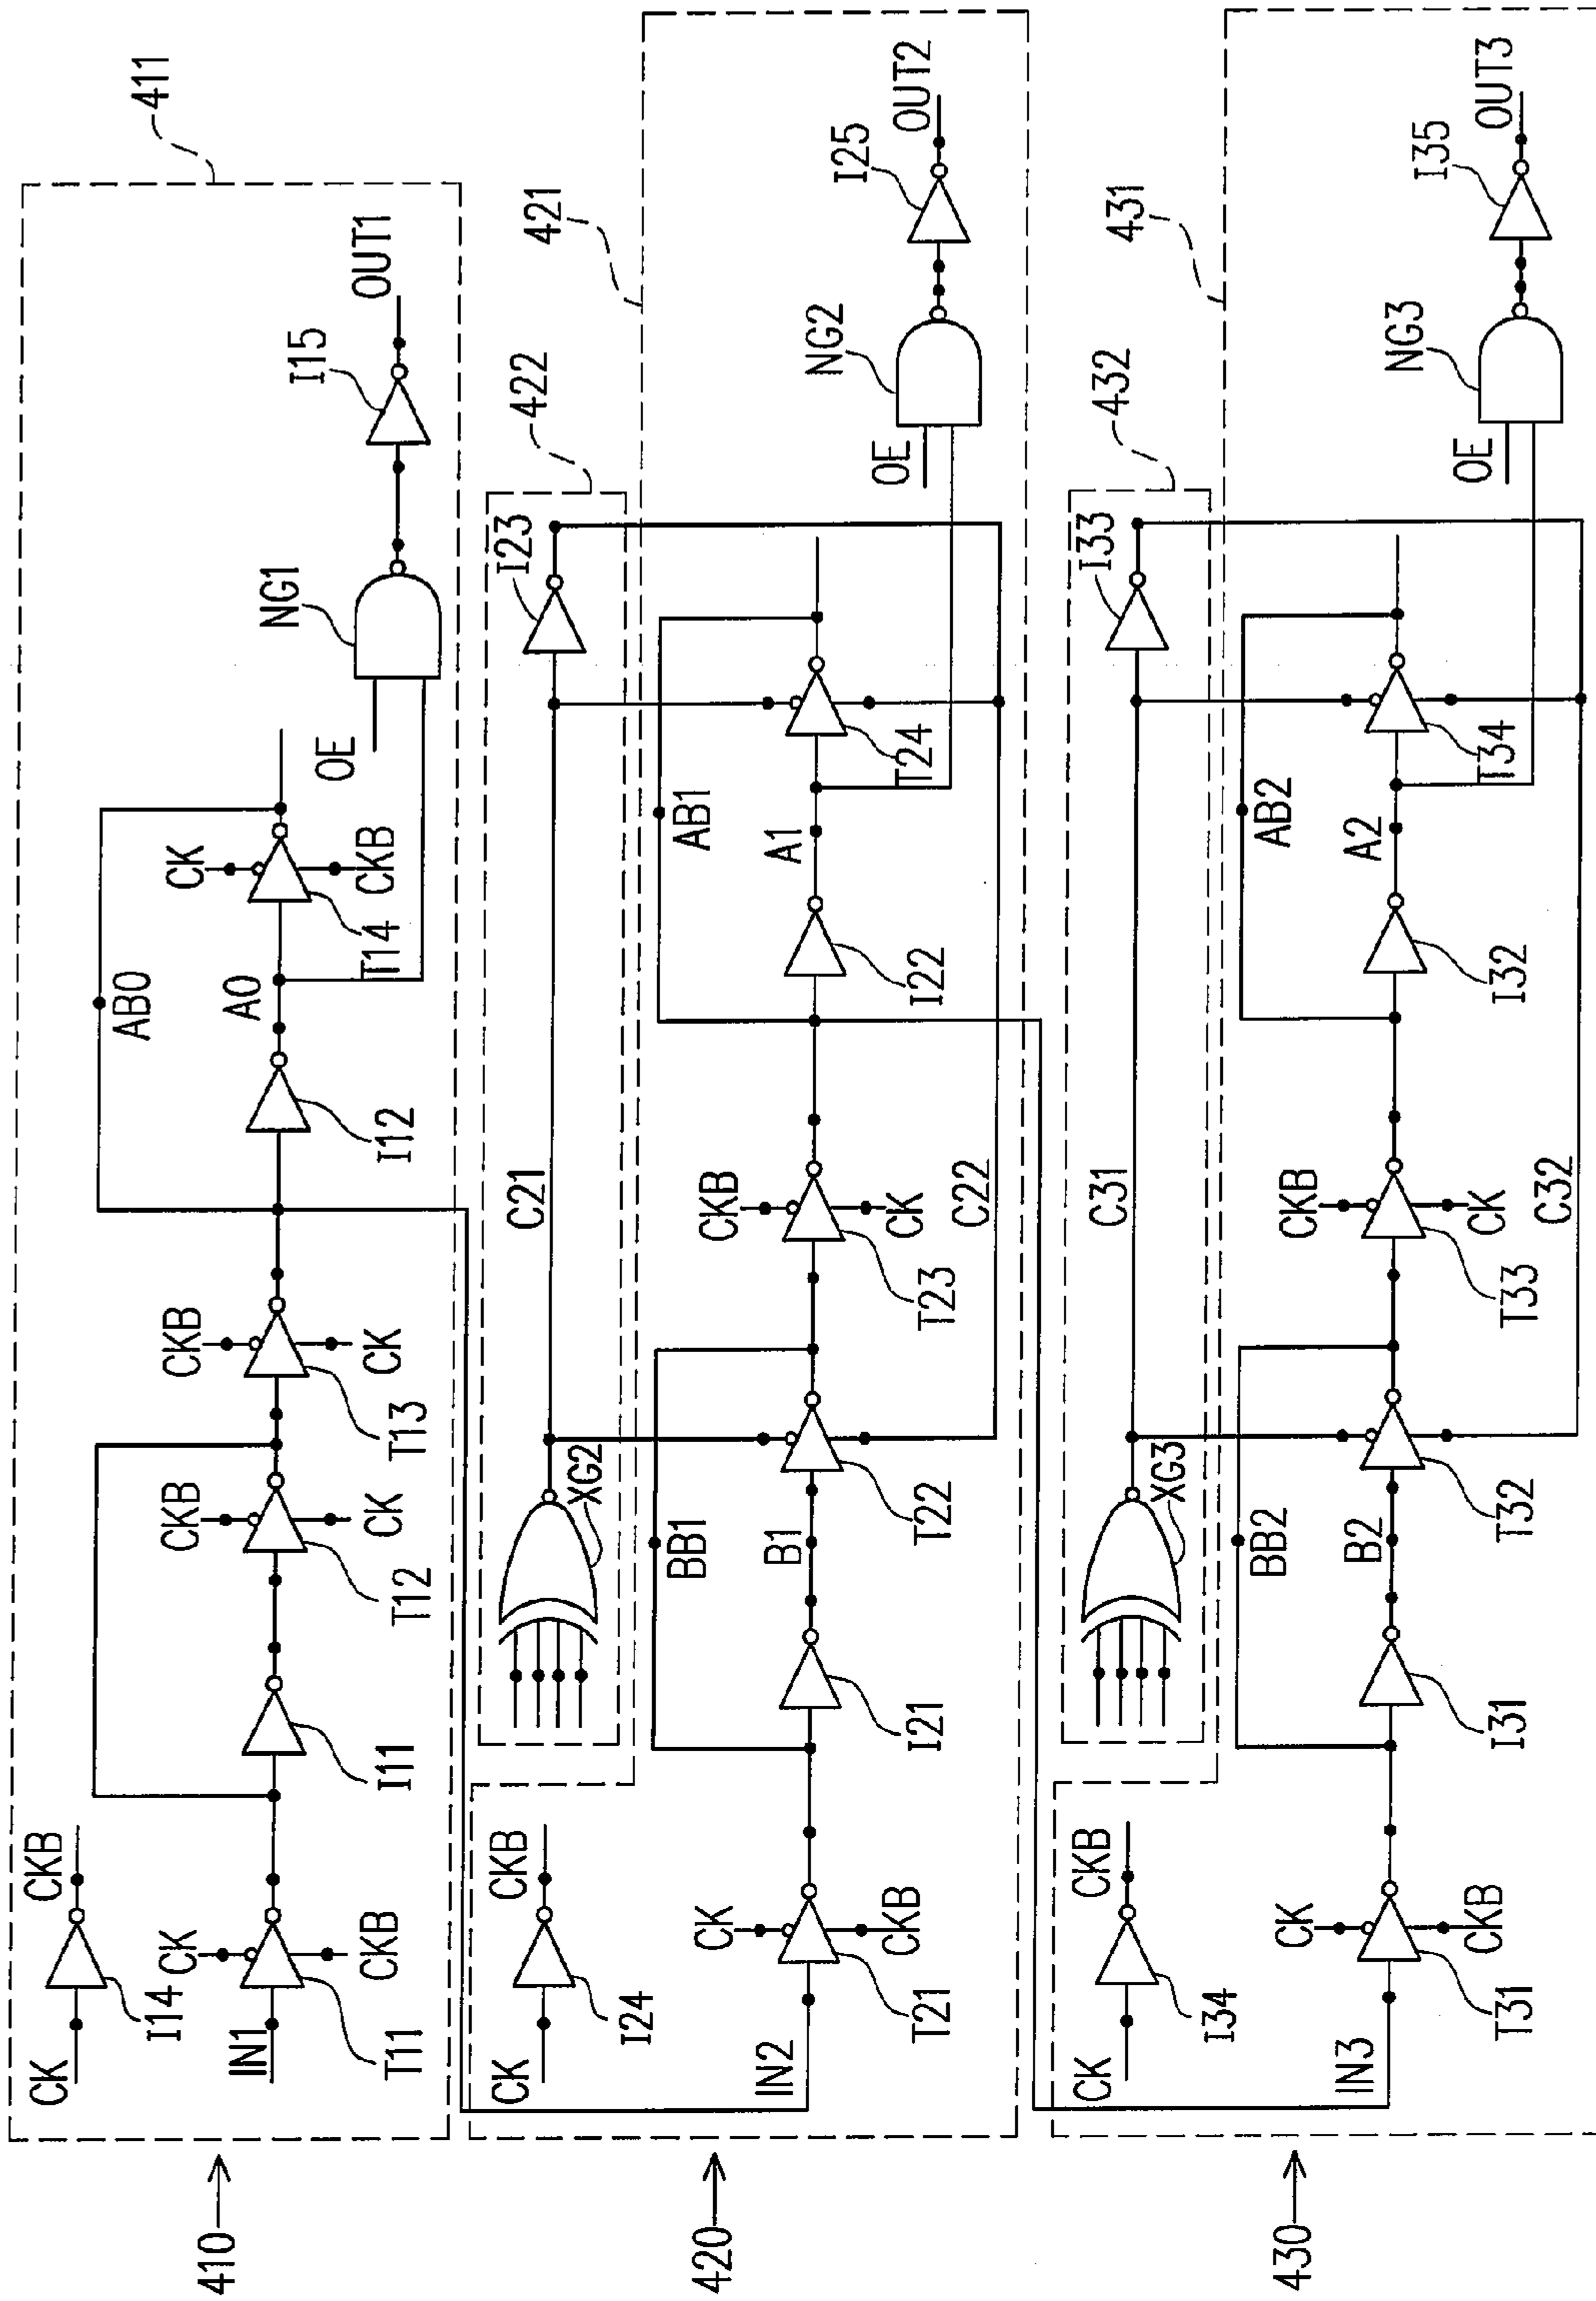 411
CK
I14
CKB
IN1
CK
CKB
T11
I11
CKB
CK
T12
CKB
CK
T13
AB0
I12
A0
CK
CKB
T14
OE
NG1
I15
OUT1
410
422
XG2
C21
I23
421
CK
I24
CKB
IN2
CK
CKB
T21
BB1
I21
B1
T22
CKB
CK
T23
C22
AB1
I22
A1
T24
OE
NG2
I25
OUT2
420
432
XG3
C31
I33
431
CK
I34
CKB
IN3
CK
CKB
T31
BB2
I31
B2
T32
CKB
CK
T33
C32
AB2
I32
A2
T34
OE
NG3
I35
OUT3
430